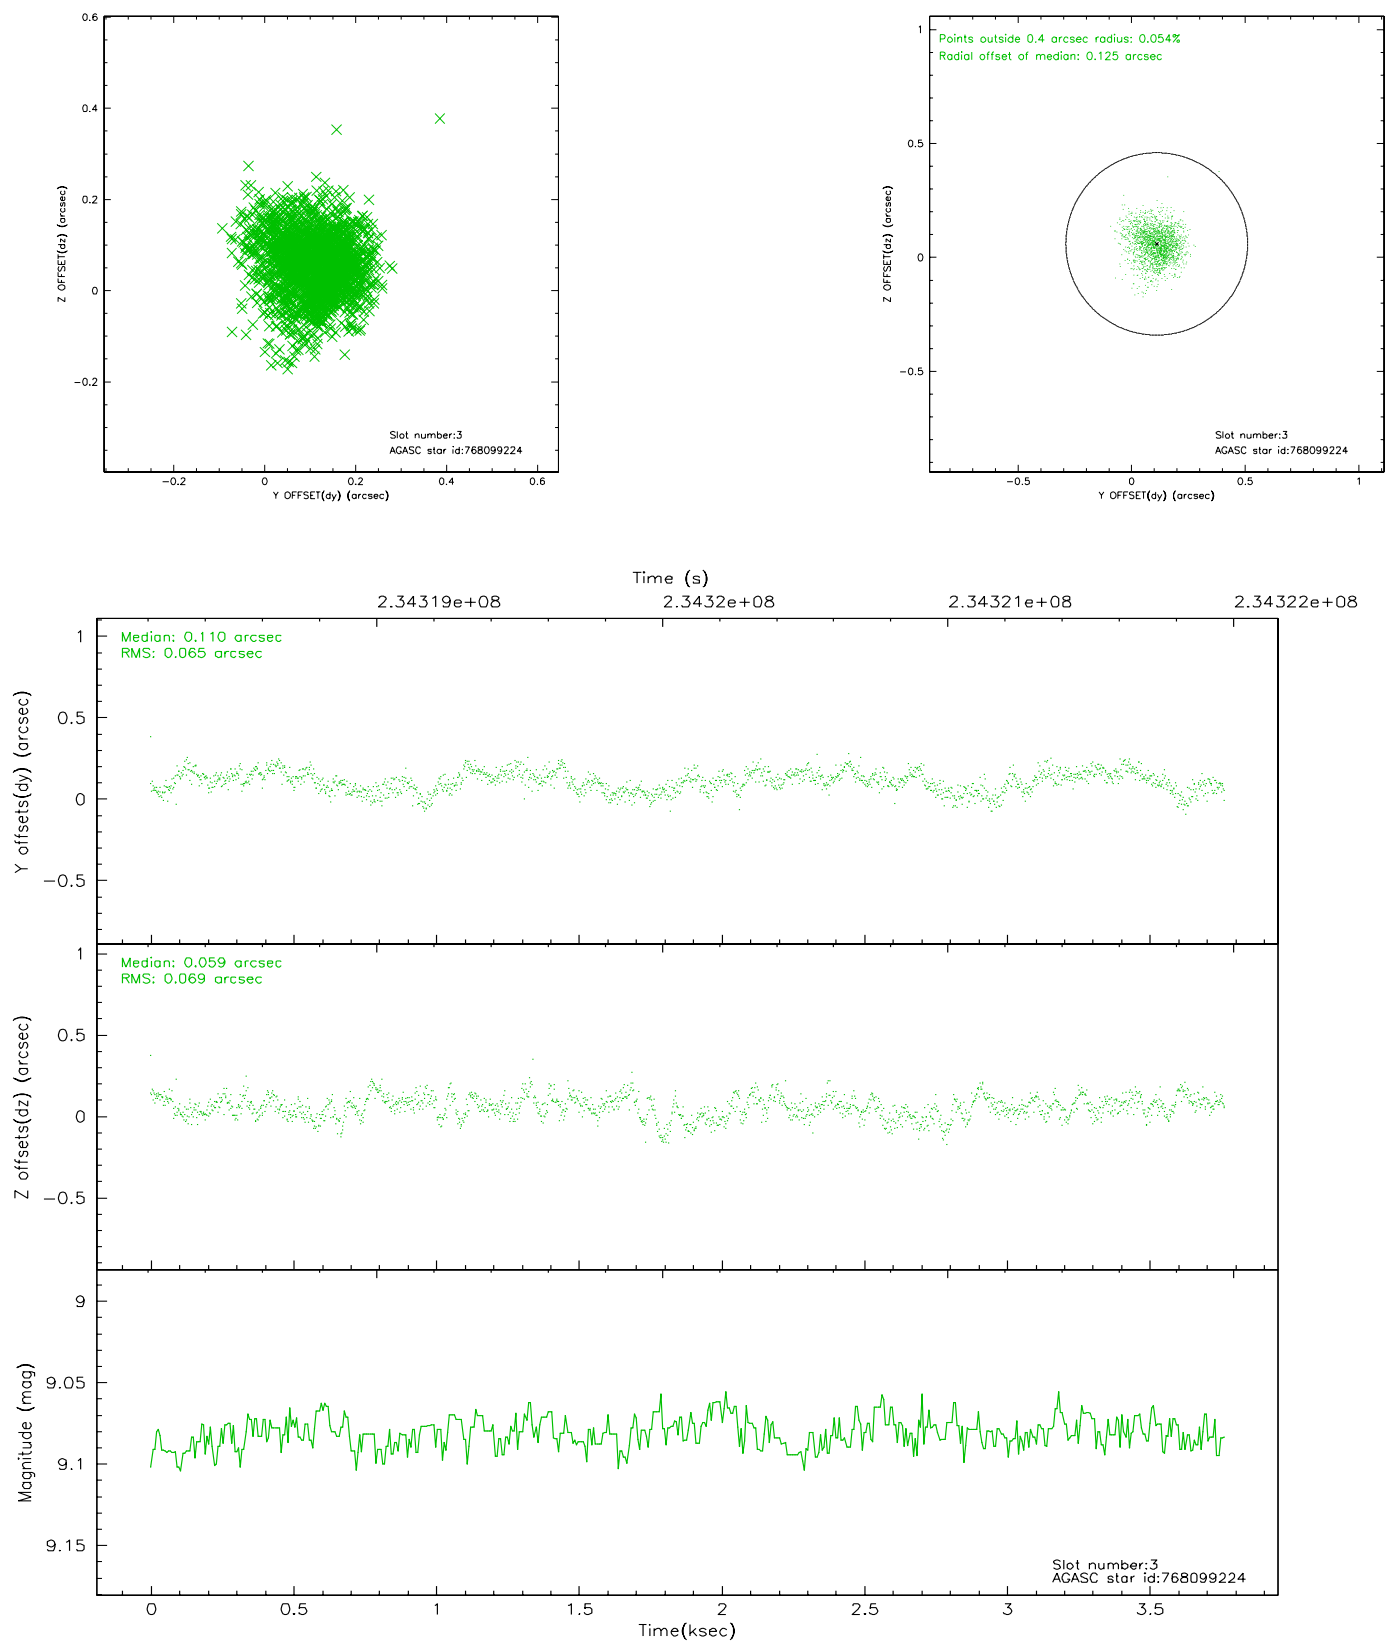 0.6
0.4
0.2
0
−0.2
Z OFFSET(dz) (arcsec)
Slot number:3
AGASC star id:768099224
−0.2 0 0.2 0.4 0.6
Y OFFSET(dy) (arcsec)
Points outside 0.4 arcsec radius: 0.054%
Radial offset of median: 0.125 arcsec
1
0.5
0
−0.5
Z OFFSET(dz) (arcsec)
Slot number:3
AGASC star id:768099224
−0.5 0 0.5 1
Y OFFSET(dy) (arcsec)
Time (s)
2.34319e+08 2.3432e+08 2.34321e+08 2.34322e+08
Median: 0.110 arcsec
RMS: 0.065 arcsec
1
0.5
0
−0.5
Y offsets(dy) (arcsec)
Median: 0.059 arcsec
RMS: 0.069 arcsec
1
0.5
0
−0.5
Z offsets(dz) (arcsec)
9
9.05
9.1
9.15
Magnitude (mag)
Slot number:3
AGASC star id:768099224
0 0.5 1 1.5 2 2.5 3 3.5
Time(ksec)